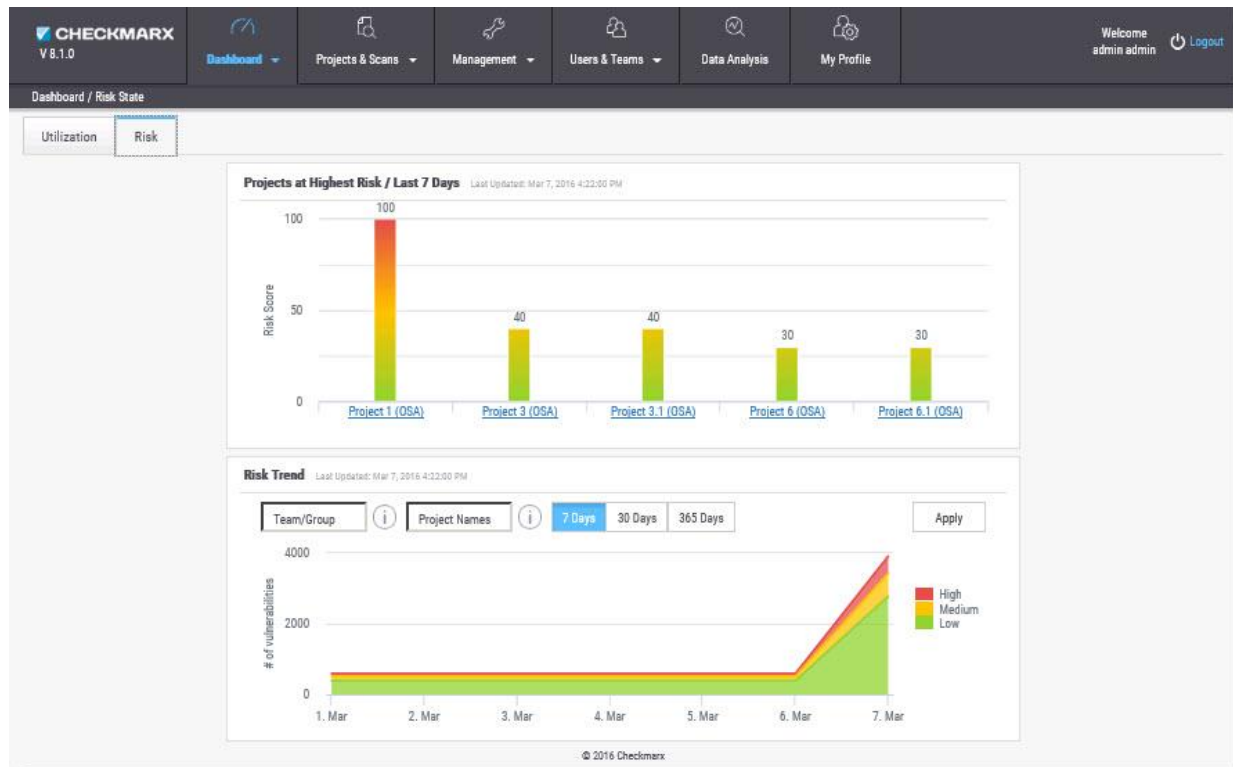 CHECKMARX
V 8.1.0
Dashboard
Projects & Scans
Management
Users & Teams
Data Analysis
My Profile
Welcome
admin admin
Logout
Dashboard / Risk State
Utilization
Risk
Projects at Highest Risk / Last 7 Days Last Updated: Mar 7, 2016 4:22:00 PM
100
100
50
0
Risk Score
40
40
30
30
Project 1 (OSA)
Project 3 (OSA)
Project 3.1 (OSA)
Project 6 (OSA)
Project 6.1 (OSA)
Risk Trend Last Updated: Mar 7, 2016 4:22:00 PM
Team/Group
i
Project Names
i
7 Days
30 Days
365 Days
Apply
4000
2000
0
# of vulnerabilities
High
Medium
Low
1. Mar
2. Mar
3. Mar
4. Mar
5. Mar
6. Mar
7. Mar
© 2016 Checkmarx